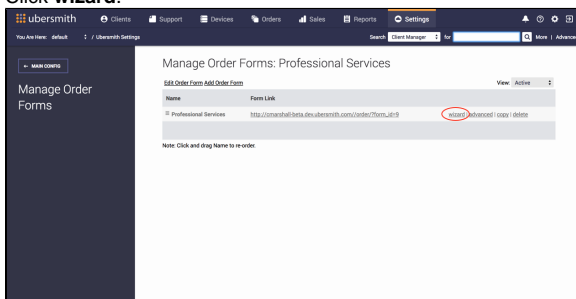 Click wizard.
ubersmith Clients Support Devices Orders Sales Reports Settings
You Are Here: default / Ubersmith Settings Search Client Manager for More | Advanced
← MAIN CONFIG
Manage Order Forms
Manage Order Forms: Professional Services
Edit Order Form Add Order Form View: Active
Name Form Link
Professional Services http://cmarshall-beta.dev.ubersmith.com//order/?form_id=9 wizard | advanced | copy | delete
Note: Click and drag Name to re-order.